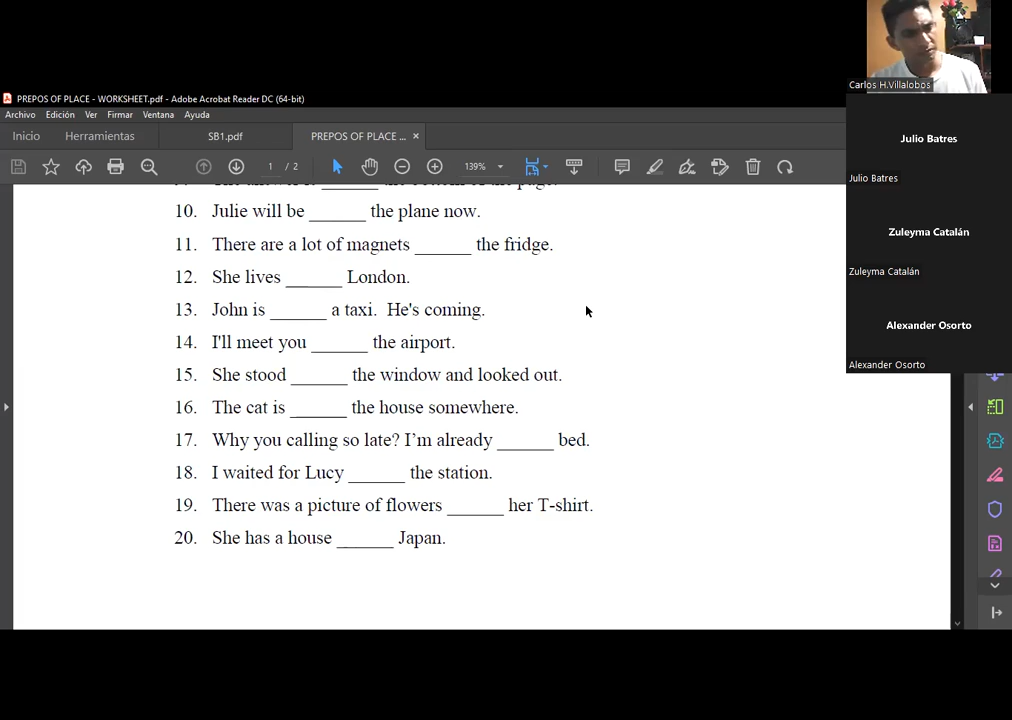 Carlos H.Villalobos
PREPOS OF PLACE - WORKSHEET.pdf - Adobe Acrobat Reader DC (64-bit)
Archivo Edición Ver Firmar Ventana Ayuda
Inicio Herramientas SB1.pdf PREPOS OF PLACE ... ×
1 / 2 139%
Julio Batres
Julio Batres
Zuleyma Catalán
Zuleyma Catalán
Alexander Osorto
Alexander Osorto
the bottom of the page.
10. Julie will be ______ the plane now.
11. There are a lot of magnets ______ the fridge.
12. She lives ______ London.
13. John is ______ a taxi. He's coming.
14. I'll meet you ______ the airport.
15. She stood ______ the window and looked out.
16. The cat is ______ the house somewhere.
17. Why you calling so late? I'm already ______ bed.
18. I waited for Lucy ______ the station.
19. There was a picture of flowers ______ her T-shirt.
20. She has a house ______ Japan.